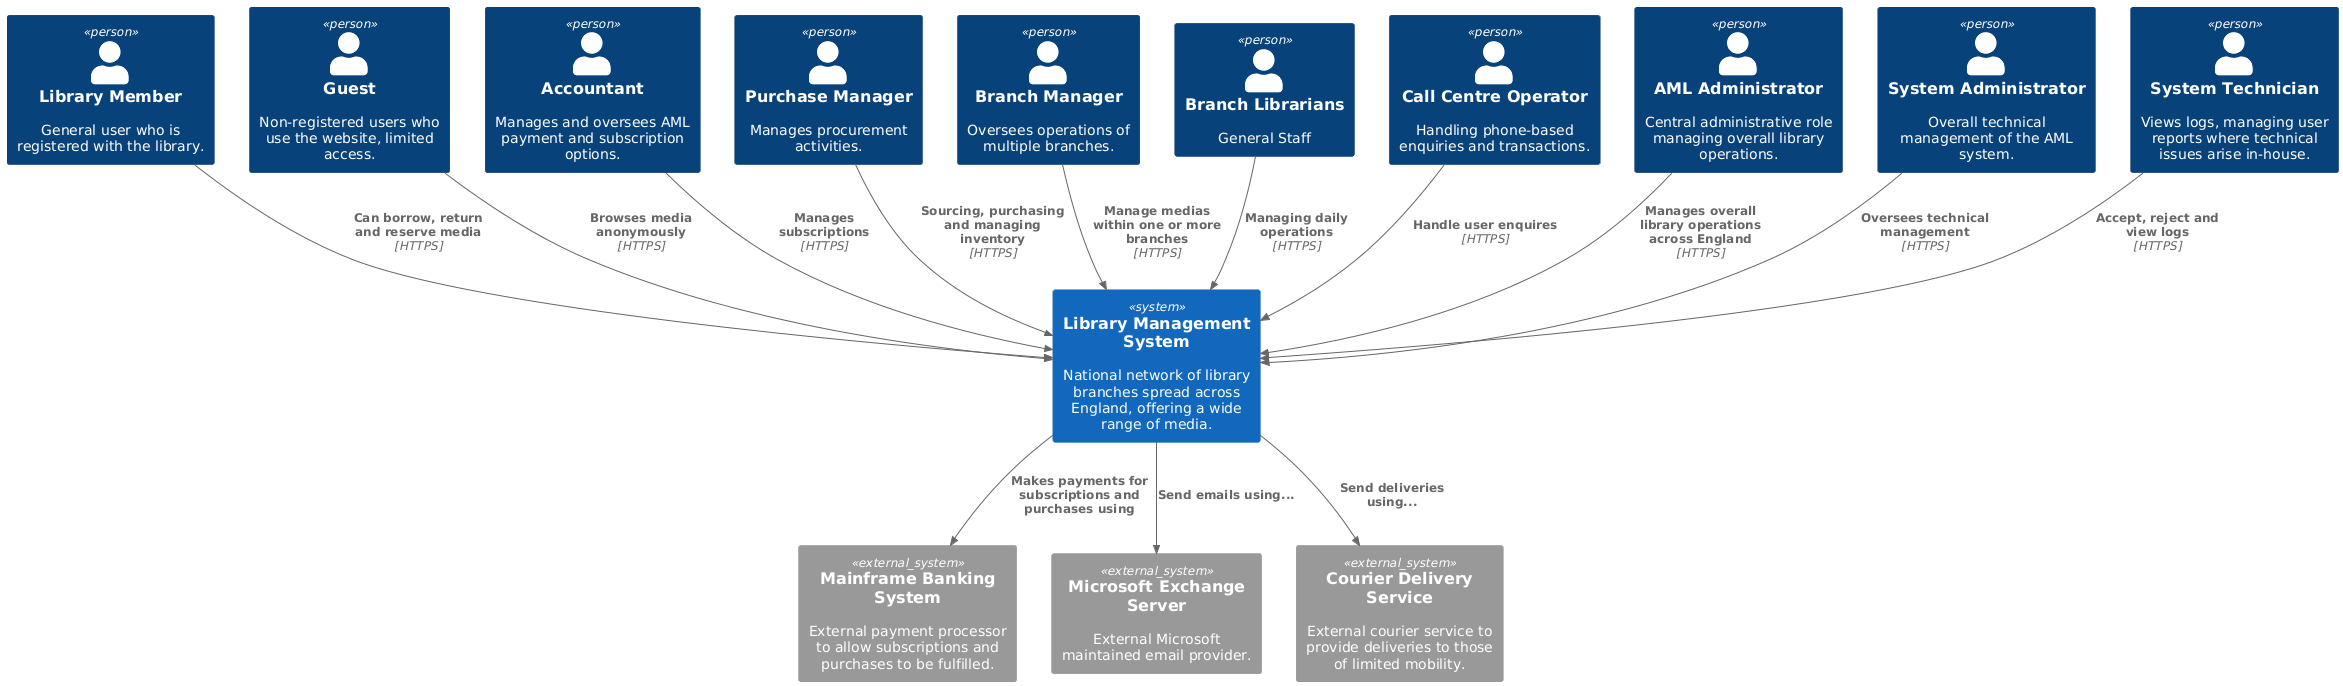 «person»
Library Member
General user who is
registered with the library.
«person»
Guest
Non-registered users who
use the website, limited
access.
«person»
Accountant
Manages and oversees AML
payment and subscription
options.
«person»
Purchase Manager
Manages procurement
activities.
«person»
Branch Manager
Oversees operations of
multiple branches.
«person»
Branch Librarians
General Staff
«person»
Call Centre Operator
Handling phone-based
enquires and transactions.
«person»
AML Administrator
Central administrative role
managing overall library
operations.
«person»
System Administrator
Overall technical
management of the AML
system.
«person»
System Technician
Views logs, managing user
reports where technical
issues arise in-house.
Can borrow, return
and reserve media
[HTTPS]
Browses media
anonymously
[HTTPS]
Manages
subscriptions
[HTTPS]
Sourcing, purchasing
and managing
inventory
[HTTPS]
Manage medias
within one or more
branches
[HTTPS]
Managing daily
operations
[HTTPS]
Handle user enquires
[HTTPS]
Manages overall
library operations
across England
[HTTPS]
Oversees technical
management
[HTTPS]
Accept, reject and
view logs
[HTTPS]
«system»
Library Management
System
National network of library
branches spread across
England, offering a wide
range of media.
Makes payments for
subscriptions and
purchases using
Send emails using...
Send deliveries
using...
«external_system»
Mainframe Banking
System
External payment processor
to allow subscriptions and
purchases to be fulfilled.
«external_system»
Microsoft Exchange
Server
External Microsoft
maintained email provider.
«external_system»
Courier Delivery
Service
External courier service to
provide deliveries to those
of limited mobility.